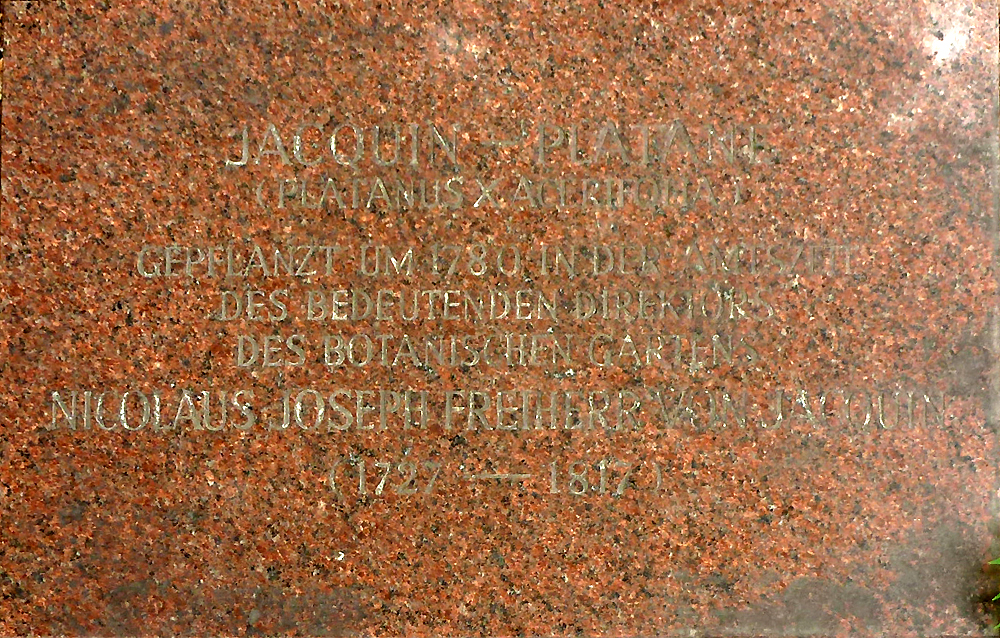 JACQUIN - PLATANE
(PLATANUS X ACERIFOLIA)
GEPFLANZT UM 1780 IN DER AMTSZEIT
DES BEDEUTENDEN DIREKTORS
DES BOTANISCHEN GARTENS
NICOLAUS JOSEPH FREIHERR VON JACQUIN
(1727 — 1817)